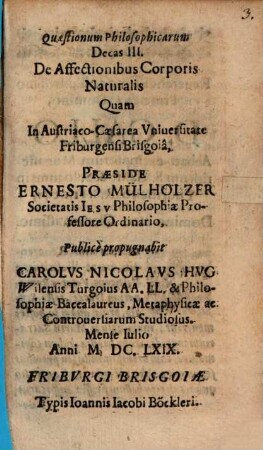 3.
Quæstionum Philosophicarum
Decas III.
De Affectionibus Corporis
Naturalis
Quam
In Austriaco-Cæsarea Vniuersitate
Friburgensi Brisgoiâ,
PRÆSIDE
ERNESTO MÜLHOLZER
Societatis IESV Philosophiæ Pro-
fessore Ordinario,
Publicè propugnabit
CAROLVS NICOLAVS HVG
Wilensis Turgoius AA. LL. & Philo-
sophiæ Baccalaureus, Metaphysicæ ac
Controuersiarum Studiosus.
Mense Iulio
Anni M. DC. LXIX.
FRIBVRGI BRISGOIÆ
Typis Ioannis Iacobi Böckleri.